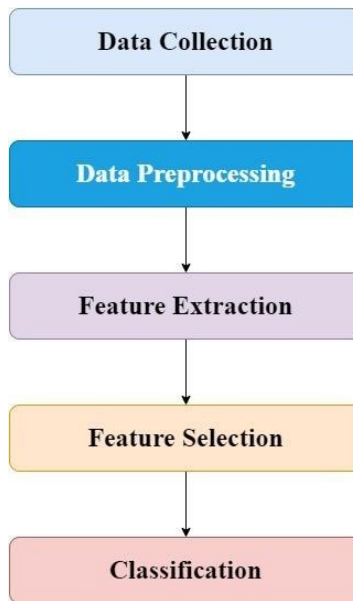 Data Collection
Data Preprocessing
Feature Extraction
Feature Selection
Classification